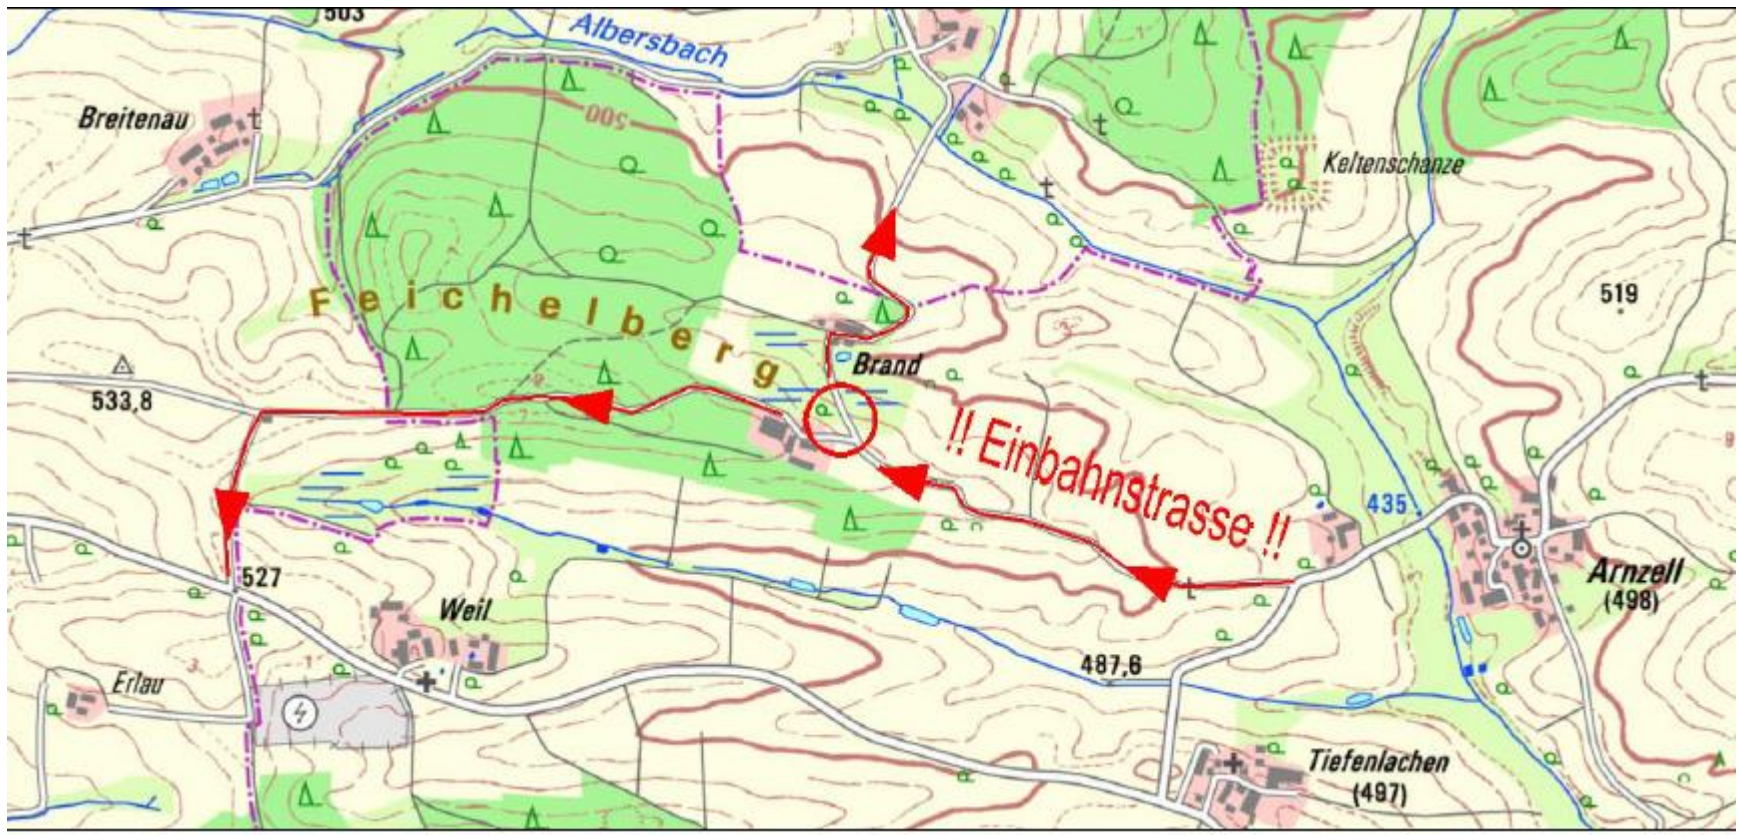 503
Albersbach
Breitenau
500
Keltenschanze
Feichelberg
519
533,8
Brand
!! Einbahnstrasse !!
435
527
Weil
Arnzell
(498)
487,6
Erlau
Tiefenlachen
(497)